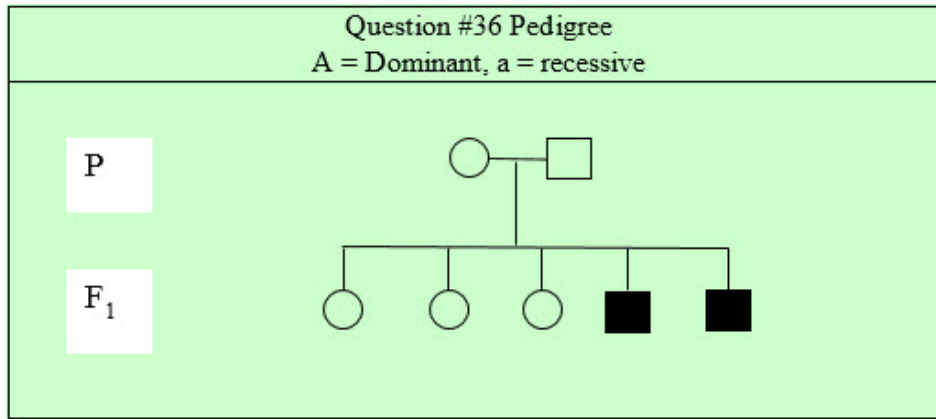 Question #36 Pedigree
A = Dominant, a = recessive
P
F₁